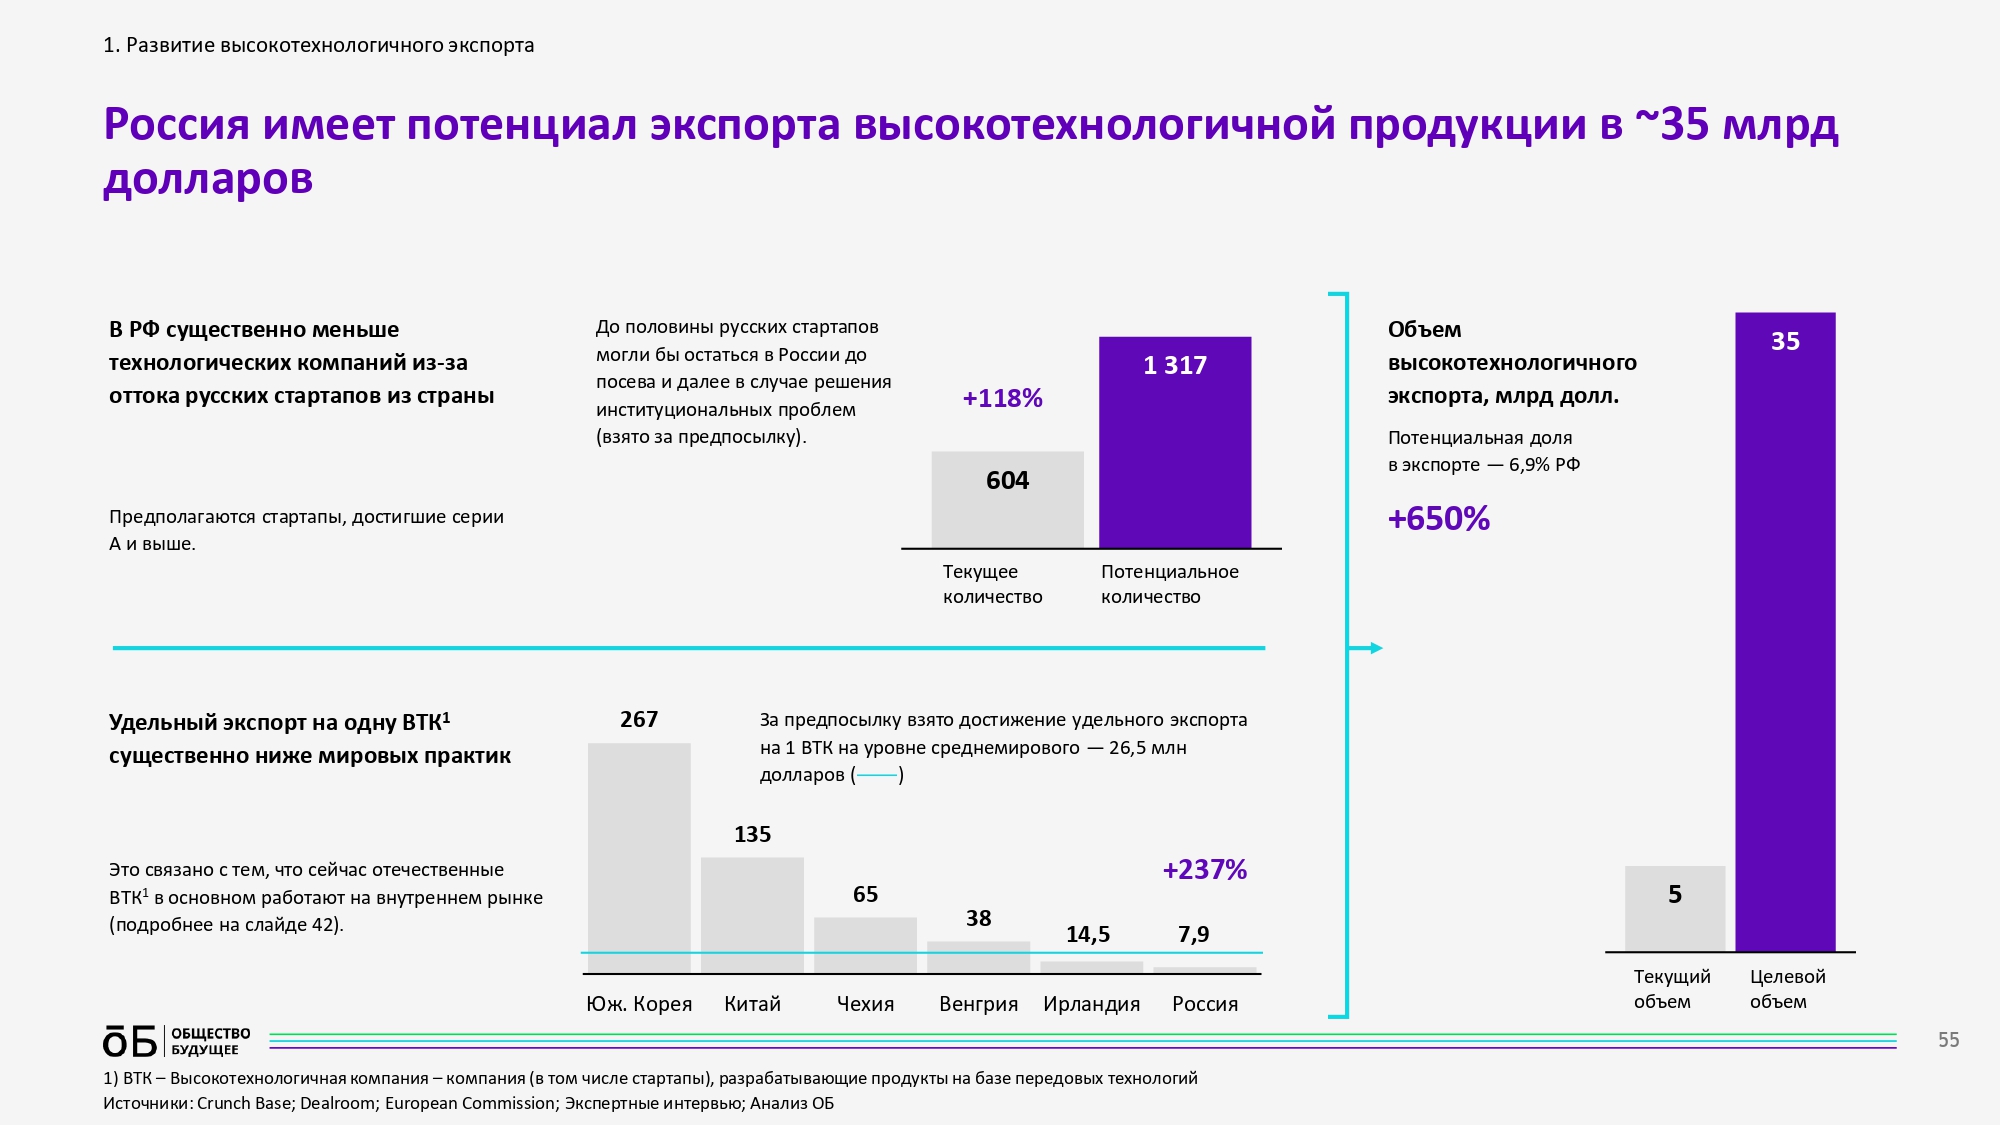 1. Развитие высокотехнологичного экспорта
Россия имеет потенциал экспорта высокотехнологичной продукции в ~35 млрд
долларов
В РФ существенно меньше
технологических компаний из-за
оттока русских стартапов из страны
Предполагаются стартапы, достигшие серии
А и выше.
До половины русских стартапов
могли бы остаться в России до
посева и далее в случае решения
институциональных проблем
(взято за предпосылку).
+118%
604
1 317
Текущее
количество
Потенциальное
количество
Удельный экспорт на одну ВТК¹
существенно ниже мировых практик
Это связано с тем, что сейчас отечественные
ВТК¹ в основном работают на внутреннем рынке
(подробнее на слайде 42).
За предпосылку взято достижение удельного экспорта
на 1 ВТК на уровне среднемирового — 26,5 млн
долларов ( )
267
135
65
38
14,5
7,9
+237%
Юж. Корея
Китай
Чехия
Венгрия
Ирландия
Россия
Объем
высокотехнологичного
экспорта, млрд долл.
Потенциальная доля
в экспорте — 6,9% РФ
+650%
35
5
Текущий
объем
Целевой
объем
ОБ
ОБЩЕСТВО
БУДУЩЕЕ
55
1) ВТК – Высокотехнологичная компания – компания (в том числе стартапы), разрабатывающие продукты на базе передовых технологий
Источники: Crunch Base; Dealroom; European Commission; Экспертные интервью; Анализ ОБ